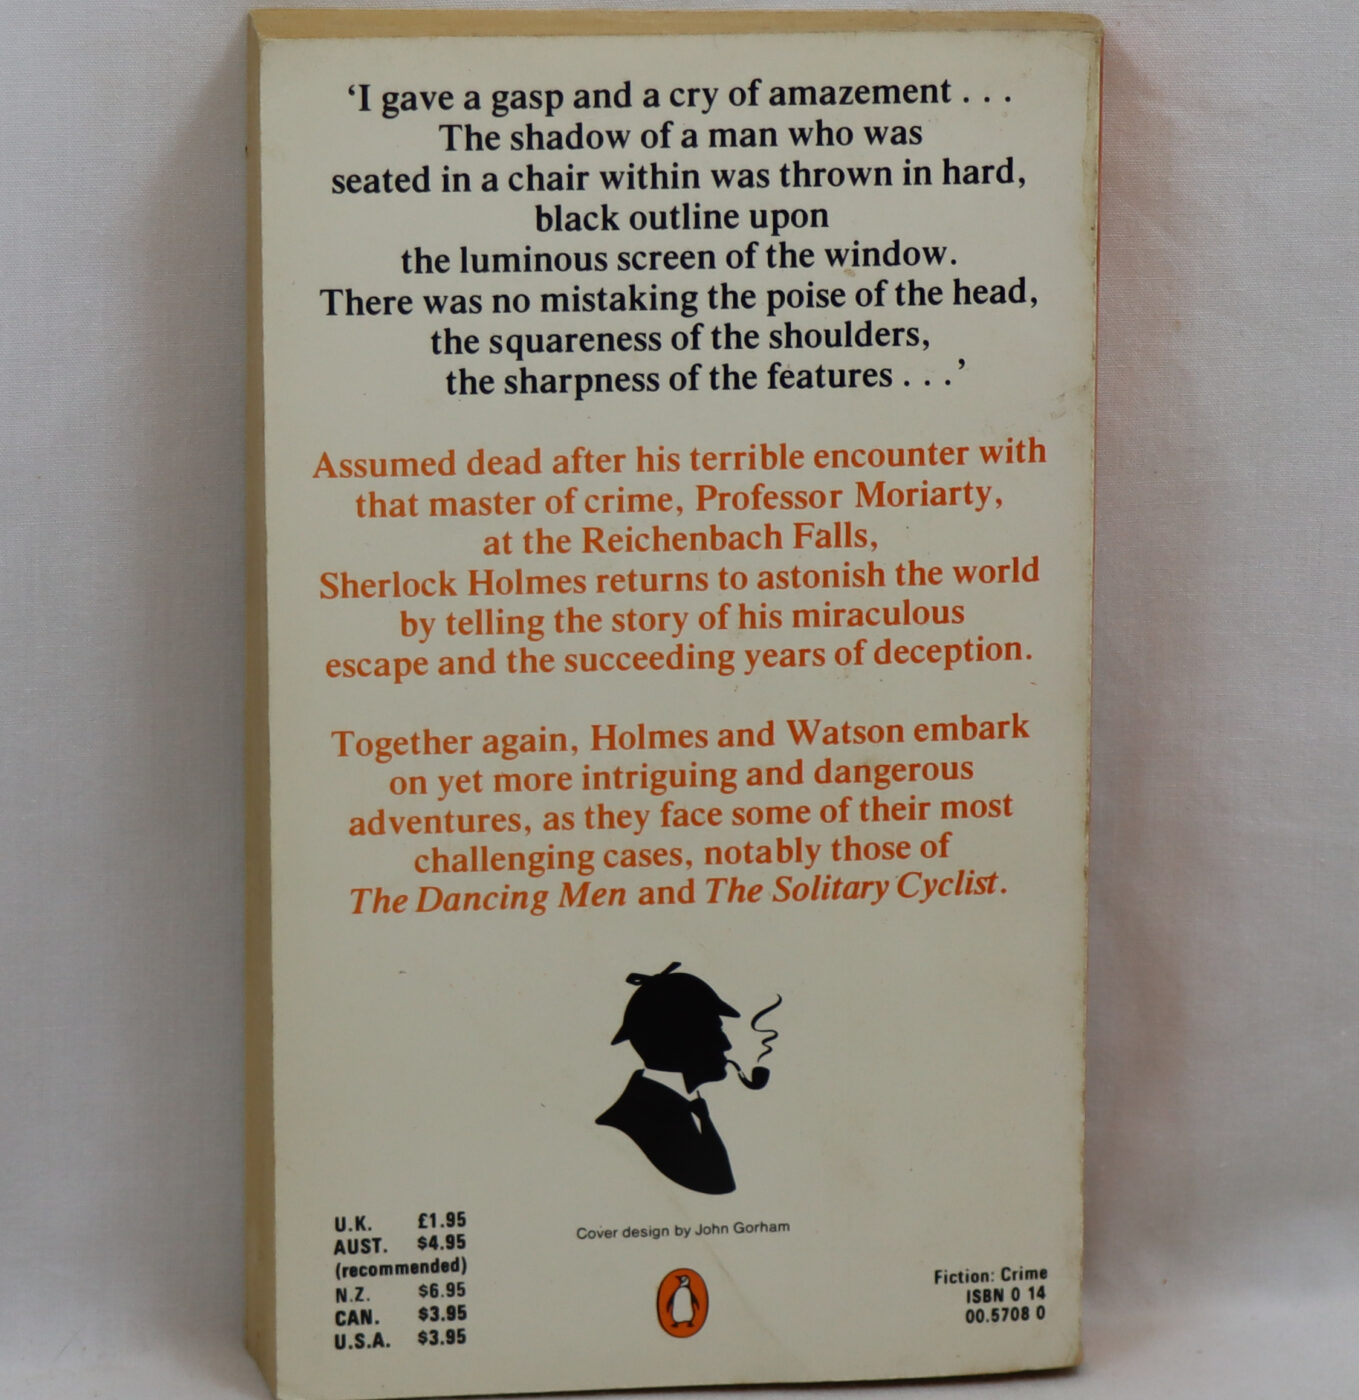 ‘I gave a gasp and a cry of amazement . . .
The shadow of a man who was
seated in a chair within was thrown in hard,
black outline upon
the luminous screen of the window.
There was no mistaking the poise of the head,
the squareness of the shoulders,
the sharpness of the features . . .’
Assumed dead after his terrible encounter with
that master of crime, Professor Moriarty,
at the Reichenbach Falls,
Sherlock Holmes returns to astonish the world
by telling the story of his miraculous
escape and the succeeding years of deception.
Together again, Holmes and Watson embark
on yet more intriguing and dangerous
adventures, as they face some of their most
challenging cases, notably those of
The Dancing Men and The Solitary Cyclist.
Cover design by John Gorham
U.K. £1.95
AUST. $4.95
(recommended)
N.Z. $6.95
CAN. $3.95
U.S.A. $3.95
Fiction: Crime
ISBN 0 14
00.5708 0